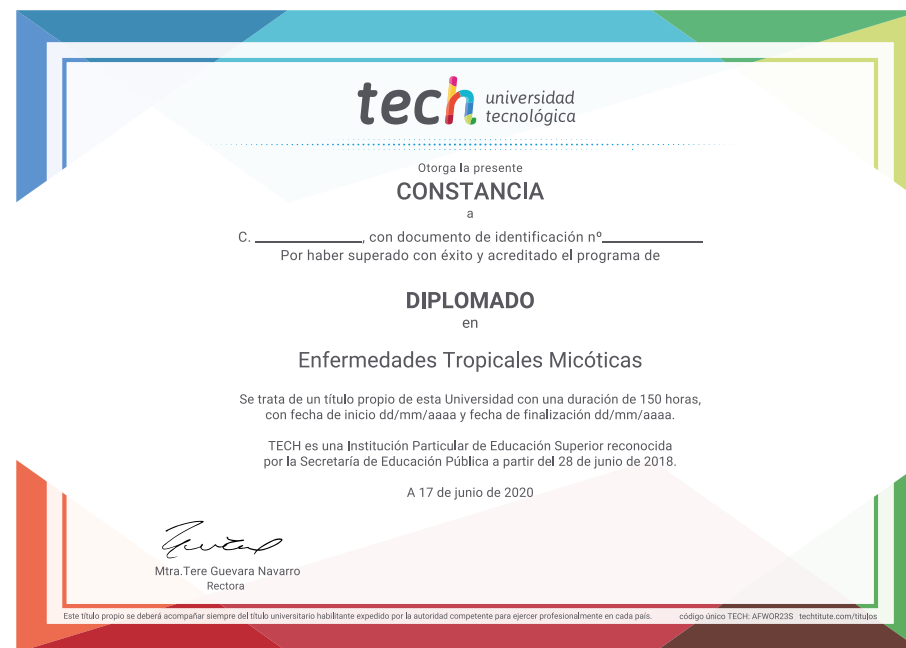 tech universidad
tecnológica
Otorga la presente
CONSTANCIA
a
C. ____________, con documento de identificación nº____________
Por haber superado con éxito y acreditado el programa de
DIPLOMADO
en
Enfermedades Tropicales Micóticas
Se trata de un título propio de esta Universidad con una duración de 150 horas,
con fecha de inicio dd/mm/aaaa y fecha de finalización dd/mm/aaaa.
TECH es una Institución Particular de Educación Superior reconocida
por la Secretaría de Educación Pública a partir del 28 de junio de 2018.
A 17 de junio de 2020
Mtra.Tere Guevara Navarro
Rectora
Este título propio se deberá acompañar siempre del título universitario habilitante expedido por la autoridad competente para ejercer profesionalmente en cada país. código único TECH: AFWOR23S techtitute.com/titulos